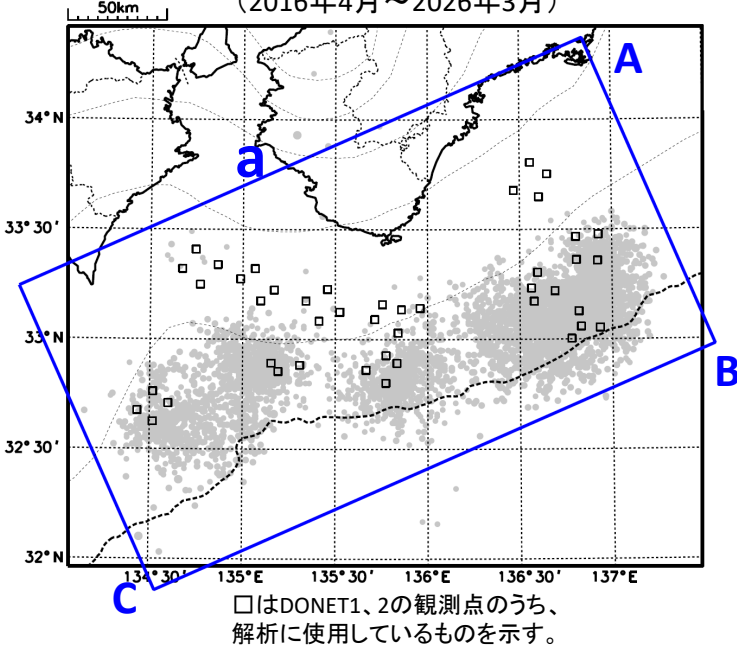 50km
(2016年4月～2026年3月)
A
34°N
a
33°30′
33°N
B
32°30′
32°N
134°30′
135°E
135°30′
136°E
136°30′
137°E
C
□はDONET1、2の観測点のうち、
解析に使用しているものを示す。